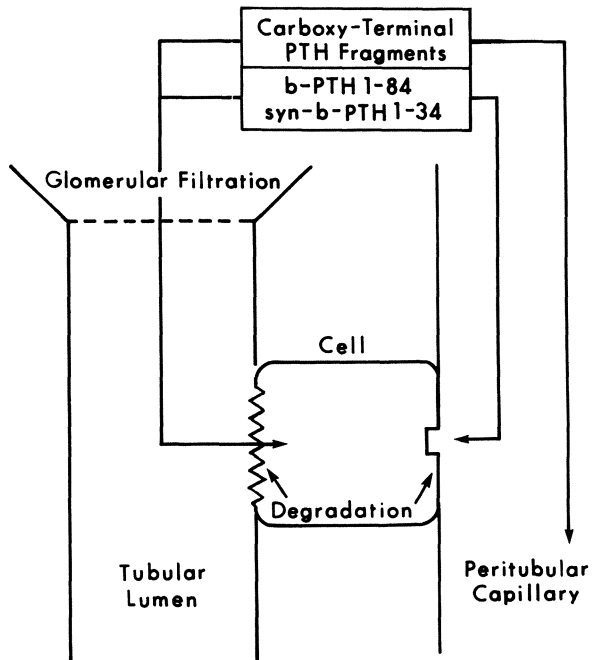 Carboxy-Terminal
PTH Fragments
b-PTH 1-84
syn-b-PTH 1-34
Glomerular Filtration
Cell
Degradation
Tubular
Lumen
Peritubular
Capillary